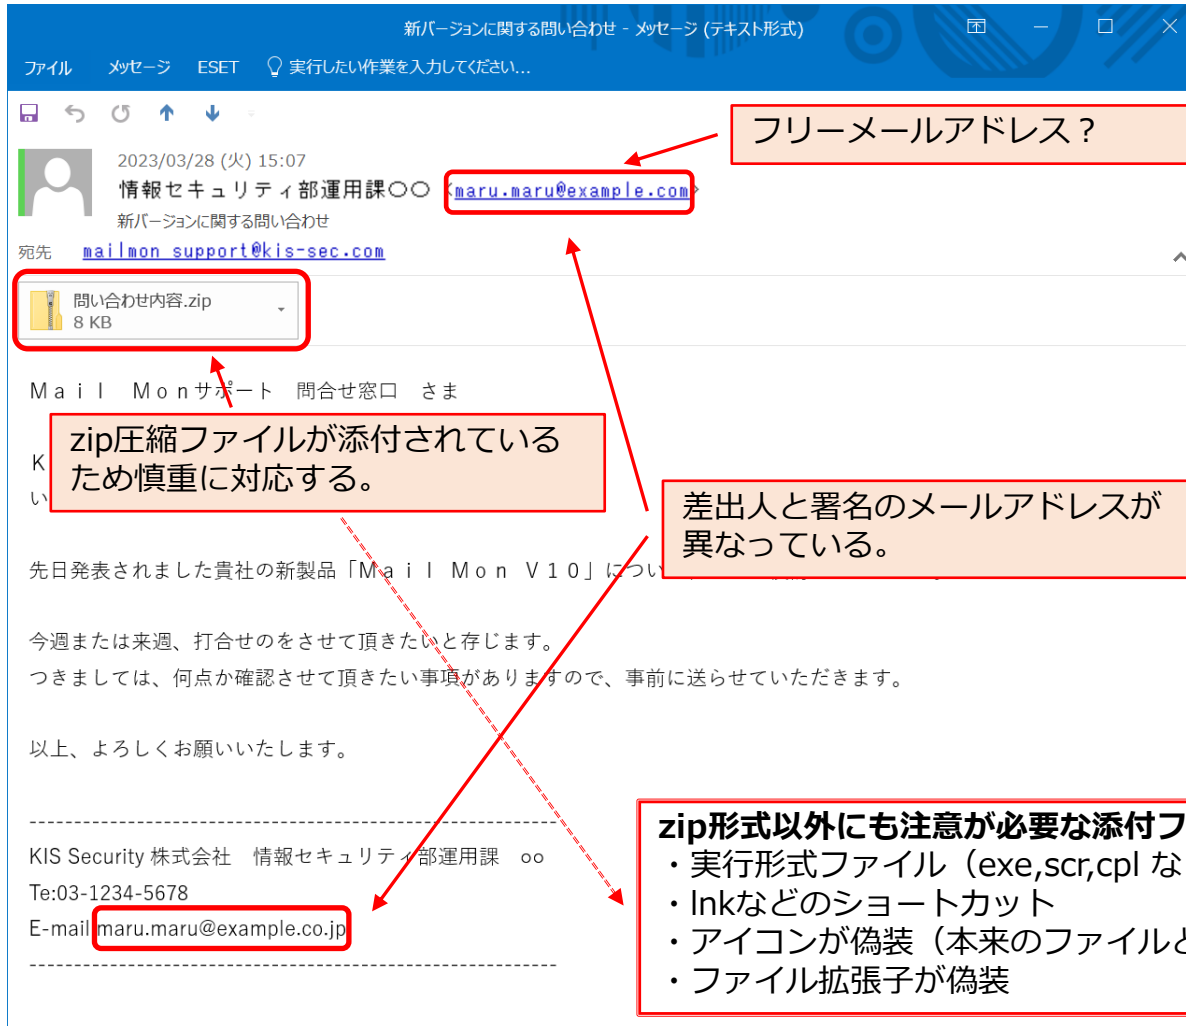 新バージョンに関する問い合わせ - メッセージ (テキスト形式)
ファイル メッセージ ESET 実行したい作業を入力してください...
フリーメールアドレス？
2023/03/28 (火) 15:07
情報セキュリティ部運用課〇〇 <maru.maru@example.com>
新バージョンに関する問い合わせ
宛先 mailmon_support@kis-sec.com
問い合わせ内容.zip
8 KB
Ｍａｉｌ　Ｍｏｎサポート　問合せ窓口　さま
zip圧縮ファイルが添付されている
ため慎重に対応する。
K
い
差出人と署名のメールアドレスが
異なっている。
先日発表されました貴社の新製品「Ｍａｉｌ Ｍｏｎ Ｖ１０」につい
今週または来週、打合せのをさせて頂きたいと存じます。
つきましては、何点か確認させて頂きたい事項がありますので、事前に送らせていただきます。
以上、よろしくお願いいたします。
-----------------------------------------------------------
KIS Security 株式会社　情報セキュリティ部運用課　oo
Te:03-1234-5678
E-mail maru.maru@example.co.jp
-----------------------------------------------------------
zip形式以外にも注意が必要な添付フ
・実行形式ファイル（exe,scr,cpl な
・lnkなどのショートカット
・アイコンが偽装（本来のファイルと
・ファイル拡張子が偽装